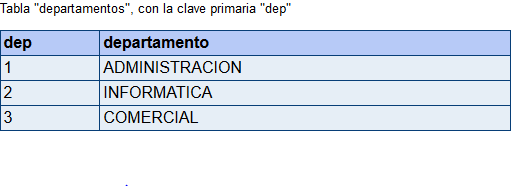 Tabla "departamentos", con la clave primaria "dep"
dep departamento
1 ADMINISTRACION
2 INFORMATICA
3 COMERCIAL